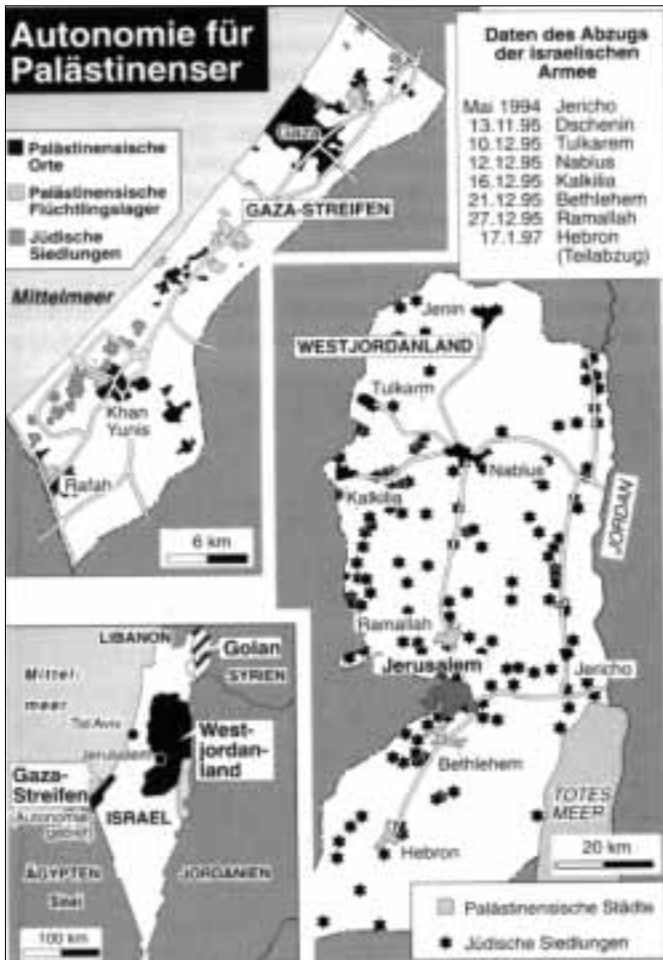 Autonomie für
Palästinenser
Palästinensische
Orte
Palästinensische
Flüchtlingslager
Jüdische
Siedlungen
Mittelmeer
Gaza
GAZA-STREIFEN
Khan
Yunis
Rafah
6 km
Daten des Abzugs
der israelischen
Armee
Mai 1994 Jericho
13.11.95 Dschenin
10.12.95 Tulkarem
12.12.95 Nablus
16.12.95 Kalkilia
21.12.95 Bethlehem
27.12.95 Ramallah
17.1.97 Hebron
(Teilabzug)
Jenin
WESTJORDANLAND
Tulkarm
Nablus
Kalkilia
JORDAN
Ramallah
Jerusalem
Jericho
Bethlehem
TOTES
MEER
Hebron
20 km
Palästinensische Städte
Jüdische Siedlungen
LIBANON
Golan
SYRIEN
Mittel-
meer
Tel Aviv
Jerusalem
West-
jordan-
land
Gaza-
Streifen
ISRAEL
ÄGYPTEN
Sinai
JORDANIEN
100 km